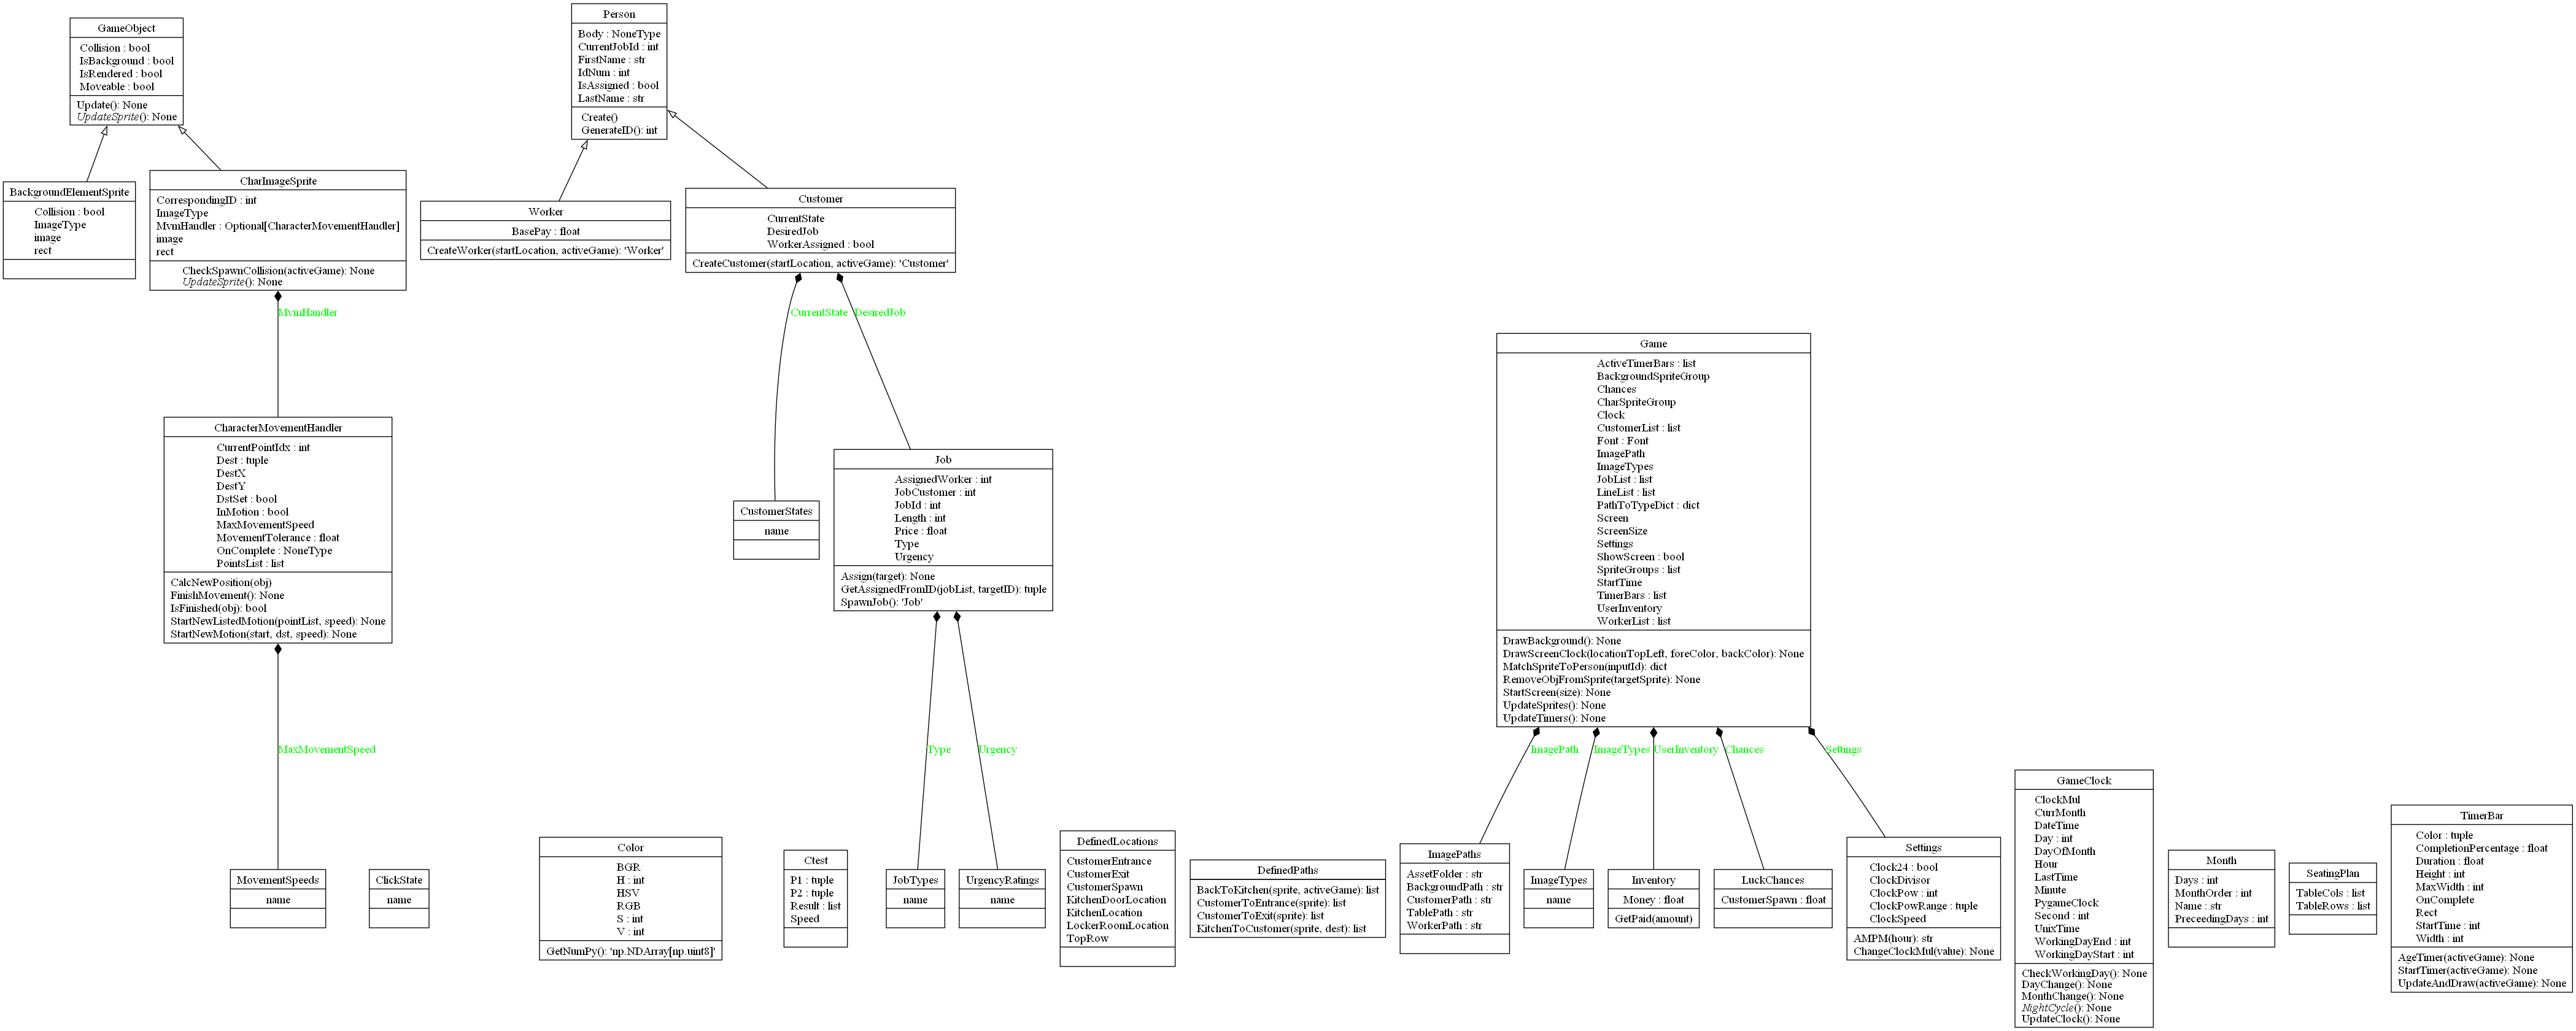 GameObject
Collision : bool
IsBackground : bool
IsRendered : bool
Moveable : bool
Update(): None
UpdateSprite(): None
Person
Body : NoneType
CurrentJobId : int
FirstName : str
IdNum : int
IsAssigned : bool
LastName : str
Create()
GenerateID(): int
BackgroundElementSprite
Collision : bool
ImageType
image
rect
CharImageSprite
CorrespondingID : int
ImageType
MvmHandler : Optional[CharacterMovementHandler]
image
rect
CheckSpawnCollision(activeGame): None
UpdateSprite(): None
Worker
BasePay : float
CreateWorker(startLocation, activeGame): 'Worker'
Customer
CurrentState
DesiredJob
WorkerAssigned : bool
CreateCustomer(startLocation, activeGame): 'Customer'
MvmHandler
CurrentState
DesiredJob
CharacterMovementHandler
CurrentPointIdx : int
Dest : tuple
DestX
DestY
DstSet : bool
InMotion : bool
MaxMovementSpeed
MovementTolerance : float
OnComplete : NoneType
PointsList : list
CalcNewPosition(obj)
FinishMovement(): None
IsFinished(obj): bool
StartNewListedMotion(pointList, speed): None
StartNewMotion(start, dst, speed): None
CustomerStates
name
Job
AssignedWorker : int
JobCustomer : int
JobId : int
Length : int
Price : float
Type
Urgency
Assign(target): None
GetAssignedFromID(jobList, targetID): tuple
SpawnJob(): 'Job'
Game
ActiveTimerBars : list
BackgroundSpriteGroup
Chances
CharSpriteGroup
Clock
CustomerList : list
Font : Font
ImagePath
ImageTypes
JobList : list
LineList : list
PathToTypeDict : dict
Screen
ScreenSize
Settings
ShowScreen : bool
SpriteGroups : list
StartTime
TimerBars : list
UserInventory
WorkerList : list
DrawBackground(): None
DrawScreenClock(locationTopLeft, foreColor, backColor): None
MatchSpriteToPerson(inputId): dict
RemoveObjFromSprite(targetSprite): None
StartScreen(size): None
UpdateSprites(): None
UpdateTimers(): None
MaxMovementSpeed
Type
Urgency
ImagePath
ImageTypes
UserInventory
Chances
Settings
MovementSpeeds
name
ClickState
name
Color
BGR
H : int
HSV
RGB
S : int
V : int
GetNumPy(): 'np.NDArray[np.uint8]'
Ctest
P1 : tuple
P2 : tuple
Result : list
Speed
JobTypes
name
UrgencyRatings
name
DefinedLocations
CustomerEntrance
CustomerExit
CustomerSpawn
KitchenDoorLocation
KitchenLocation
LockerRoomLocation
TopRow
DefinedPaths
BackToKitchen(sprite, activeGame): list
CustomerToEntrance(sprite): list
CustomerToExit(sprite): list
KitchenToCustomer(sprite, dest): list
ImagePaths
AssetFolder : str
BackgroundPath : str
CustomerPath : str
TablePath : str
WorkerPath : str
ImageTypes
name
Inventory
Money : float
GetPaid(amount)
LuckChances
CustomerSpawn : float
Settings
Clock24 : bool
ClockDivisor
ClockPow : int
ClockPowRange : tuple
ClockSpeed
AMPM(hour): str
ChangeClockMul(value): None
GameClock
ClockMul
CurrMonth
DateTime
Day : int
DayOfMonth
Hour
LastTime
Minute
PygameClock
Second : int
UnixTime
WorkingDayEnd : int
WorkingDayStart : int
CheckWorkingDay(): None
DayChange(): None
MonthChange(): None
NightCycle(): None
UpdateClock(): None
Month
Days : int
MonthOrder : int
Name : str
PreceedingDays : int
SeatingPlan
TableCols : list
TableRows : list
TimerBar
Color : tuple
CompletionPercentage : float
Duration : float
Height : int
MaxWidth : int
OnComplete
Rect
StartTime : int
Width : int
AgeTimer(activeGame): None
StartTimer(activeGame): None
UpdateAndDraw(activeGame): None